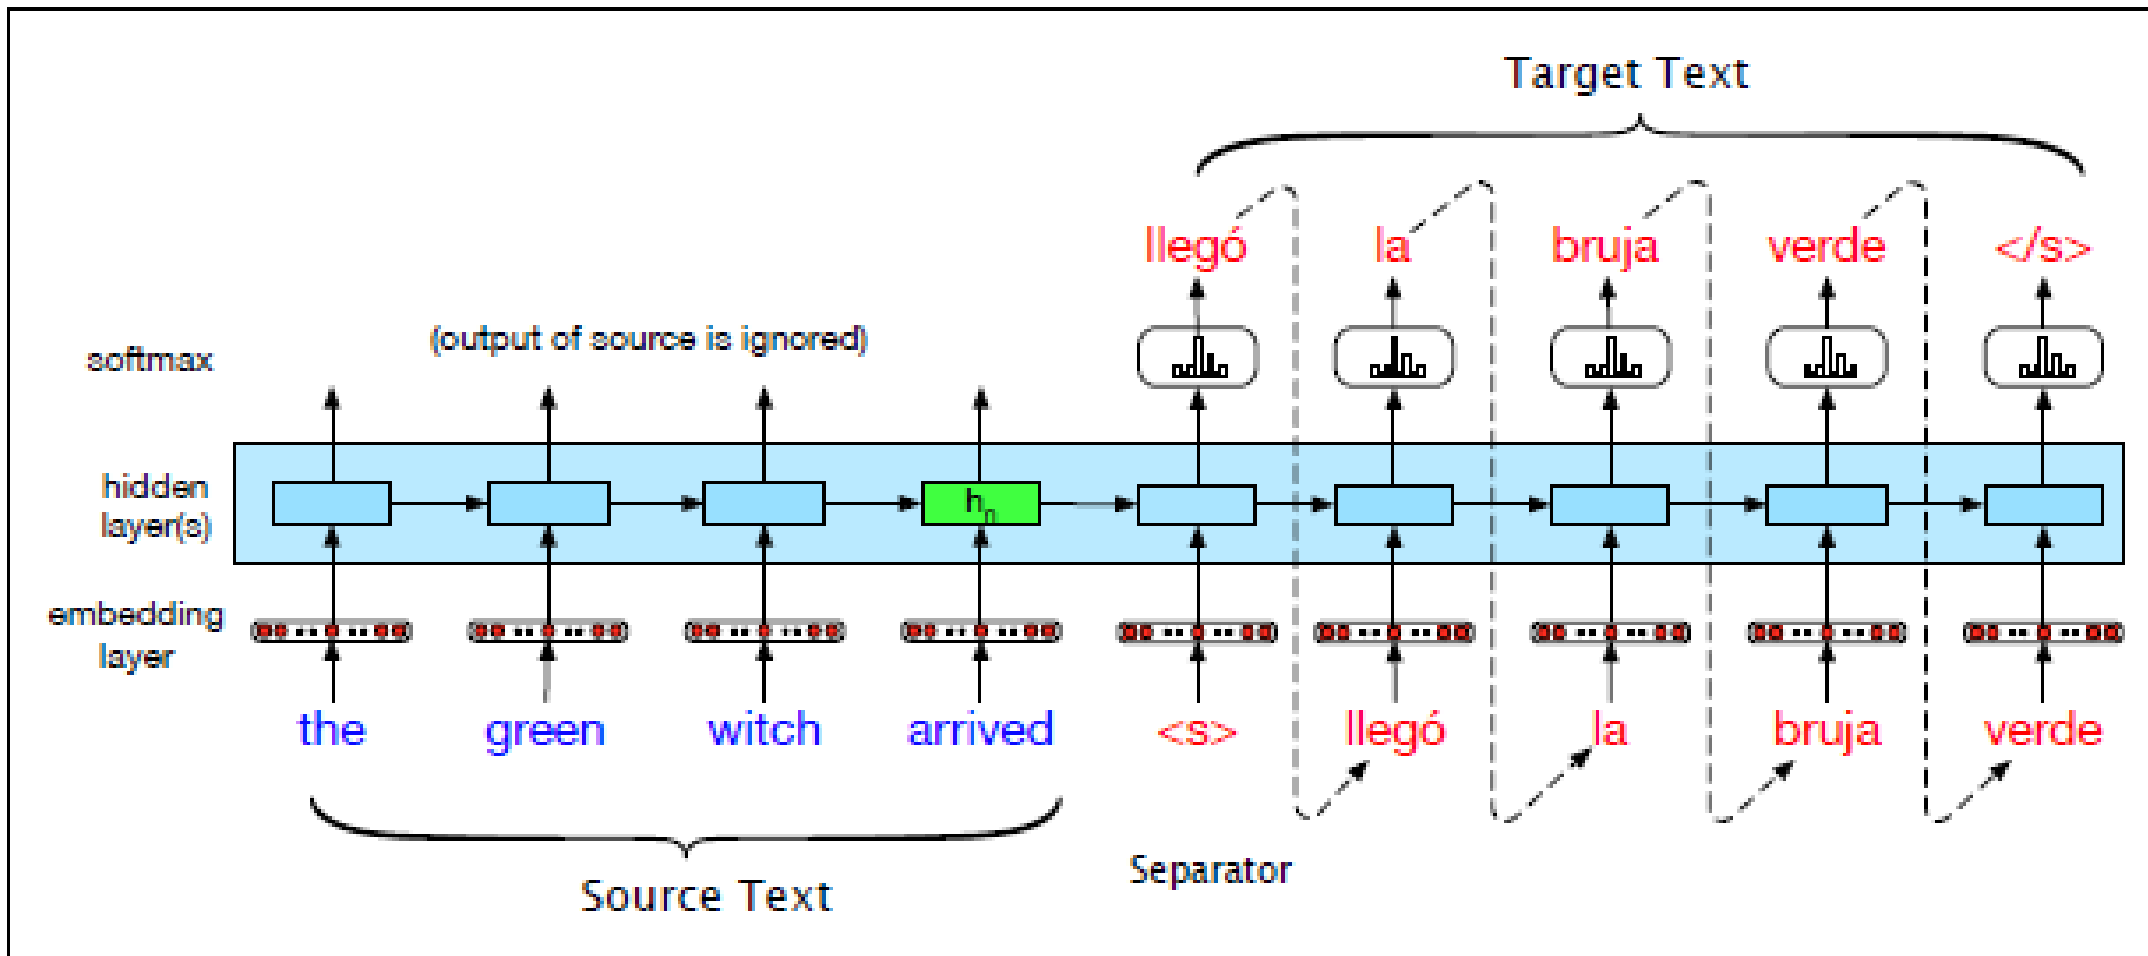 Target Text
llegó la bruja verde </s>
(output of source is ignored)
softmax
hidden
layer(s)
h_n
embedding
layer
the green witch arrived <s> llegó la bruja verde
Separator
Source Text